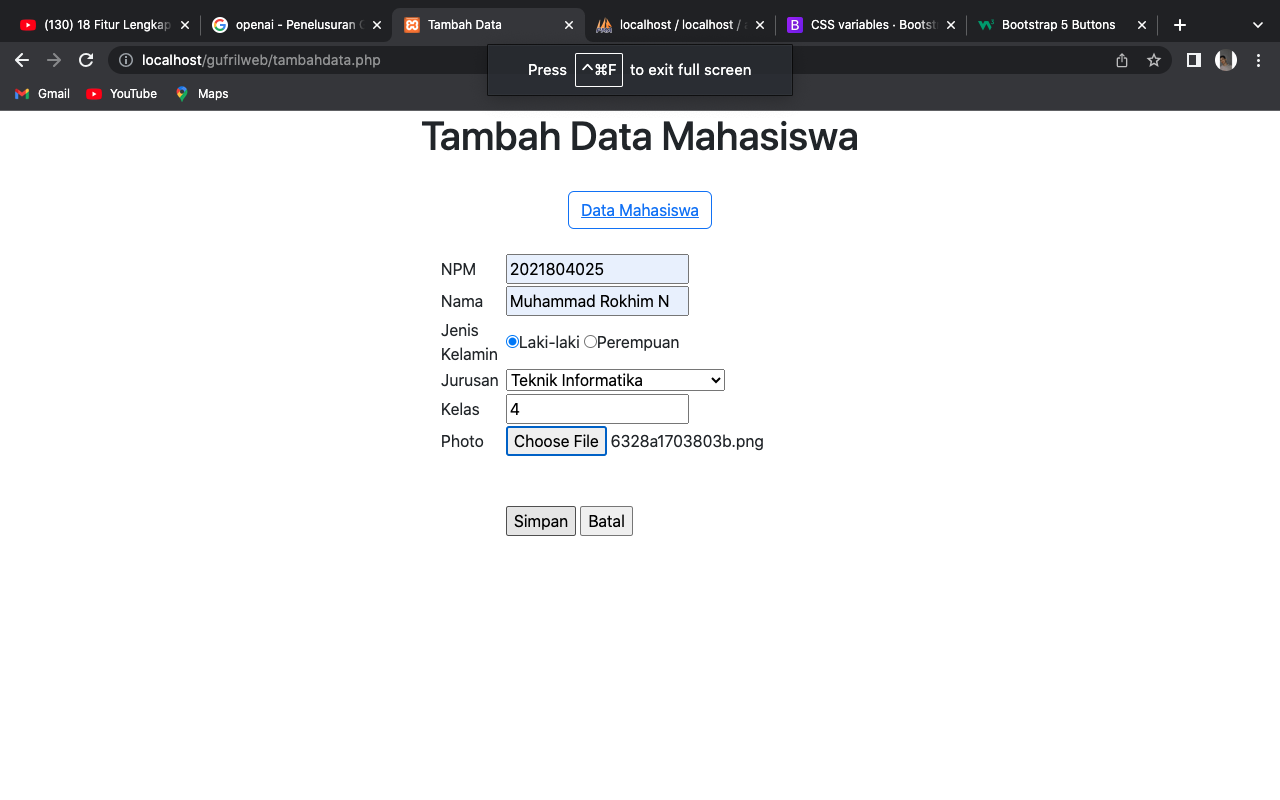 (130) 18 Fitur Lengkap
openai - Penelusuran
Tambah Data
localhost / localhost /
CSS variables · Bootst
Bootstrap 5 Buttons
localhost/gufrilweb/tambahdata.php
Press ^⌘F to exit full screen
Gmail
YouTube
Maps
Tambah Data Mahasiswa
Data Mahasiswa
NPM 2021804025
Nama Muhammad Rokhim N
Jenis
Kelamin
Laki-laki Perempuan
Jurusan Teknik Informatika
Kelas 4
Photo Choose File 6328a1703803b.png
Simpan Batal